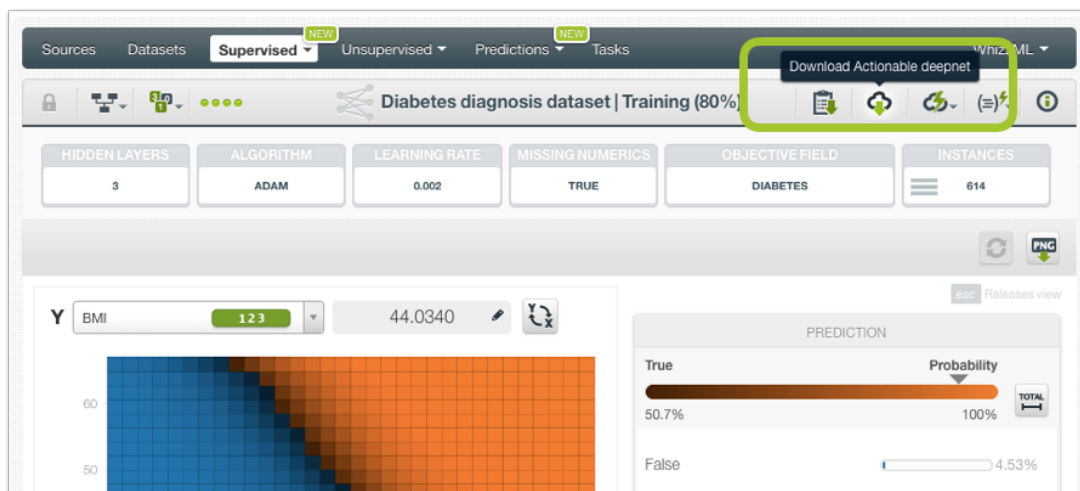 NEW NEW
Sources Datasets Supervised Unsupervised Predictions Tasks ML
Download Actionable deepnet
Diabetes diagnosis dataset | Training (80%)
HIDDEN LAYERS ALGORITHM LEARNING RATE MISSING NUMERICS OBJECTIVE FIELD INSTANCES
3 ADAM 0.002 TRUE DIABETES 614
PNG
esc Releases view
Y BMI 123 44.0340 Y X
PREDICTION
True Probability
TOTAL
50.7% 100%
60
False 4.53%
50